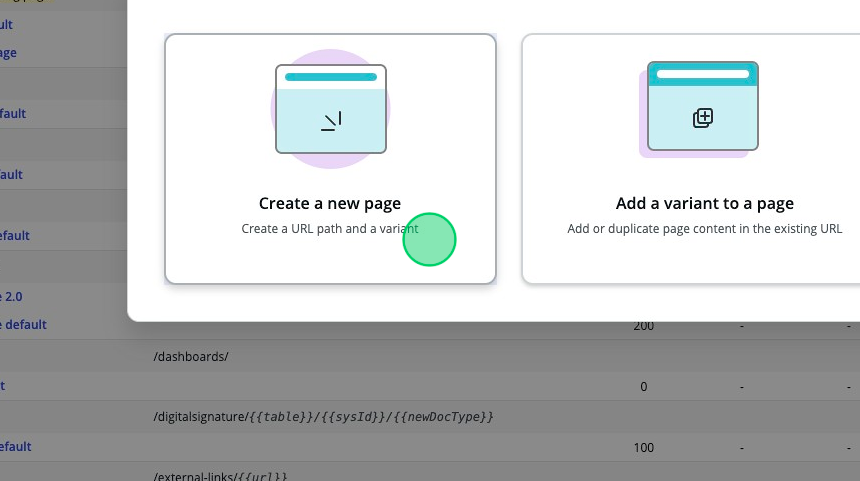 ult
age
Create a new page
Create a URL path and a variant
Add a variant to a page
Add or duplicate page content in the existing URL
fault
ault
efault
e 2.0
e default
200 - -
/dashboards/
t
0 - -
/digitalsignature/{{table}}/{{sysId}}/{{newDocType}}
efault
100 - -
/external-links/{{url}}